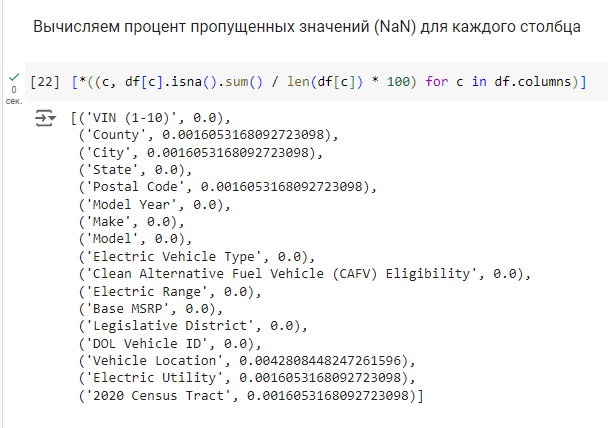 Вычисляем процент пропущенных значений (NaN) для каждого столбца
[22] [*((c, df[c].isna().sum() / len(df[c]) * 100) for c in df.columns)]
0
сек.
[('VIN (1-10)', 0.0),
('County', 0.0016053168092723098),
('City', 0.0016053168092723098),
('State', 0.0),
('Postal Code', 0.0016053168092723098),
('Model Year', 0.0),
('Make', 0.0),
('Model', 0.0),
('Electric Vehicle Type', 0.0),
('Clean Alternative Fuel Vehicle (CAFV) Eligibility', 0.0),
('Electric Range', 0.0),
('Base MSRP', 0.0),
('Legislative District', 0.0),
('DOL Vehicle ID', 0.0),
('Vehicle Location', 0.0042808448247261596),
('Electric Utility', 0.0016053168092723098),
('2020 Census Tract', 0.0016053168092723098)]